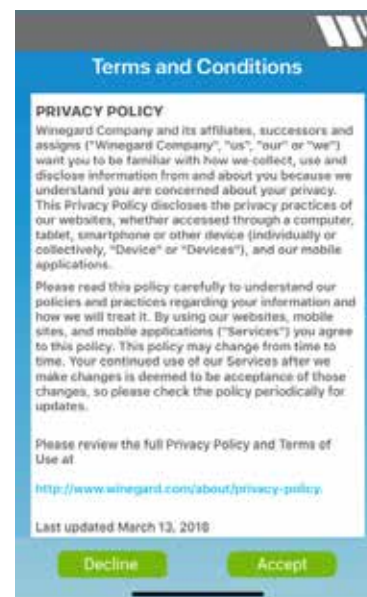 Terms and Conditions
PRIVACY POLICY
Winegard Company and its affiliates, successors and
assigns ("Winegard Company", "us", "our" or "we")
want you to be familiar with how we collect, use and
disclose information from and about you because we
understand you are concerned about your privacy.
This Privacy Policy discloses the privacy practices of
our websites, whether accessed through a computer,
tablet, smartphone or other device (individually or
collectively, "Device" or "Devices"), and our mobile
applications.
Please read this policy carefully to understand our
policies and practices regarding your information and
how we will treat it. By using our websites, mobile
sites, and mobile applications ("Services") you agree
to this policy. This policy may change from time to
time. Your continued use of our Services after we
make changes is deemed to be acceptance of those
changes, so please check the policy periodically for
updates.
Please review the full Privacy Policy and Terms of
Use at
http://www.winegard.com/about/privacy-policy.
Last updated March 13, 2018
Decline
Accept